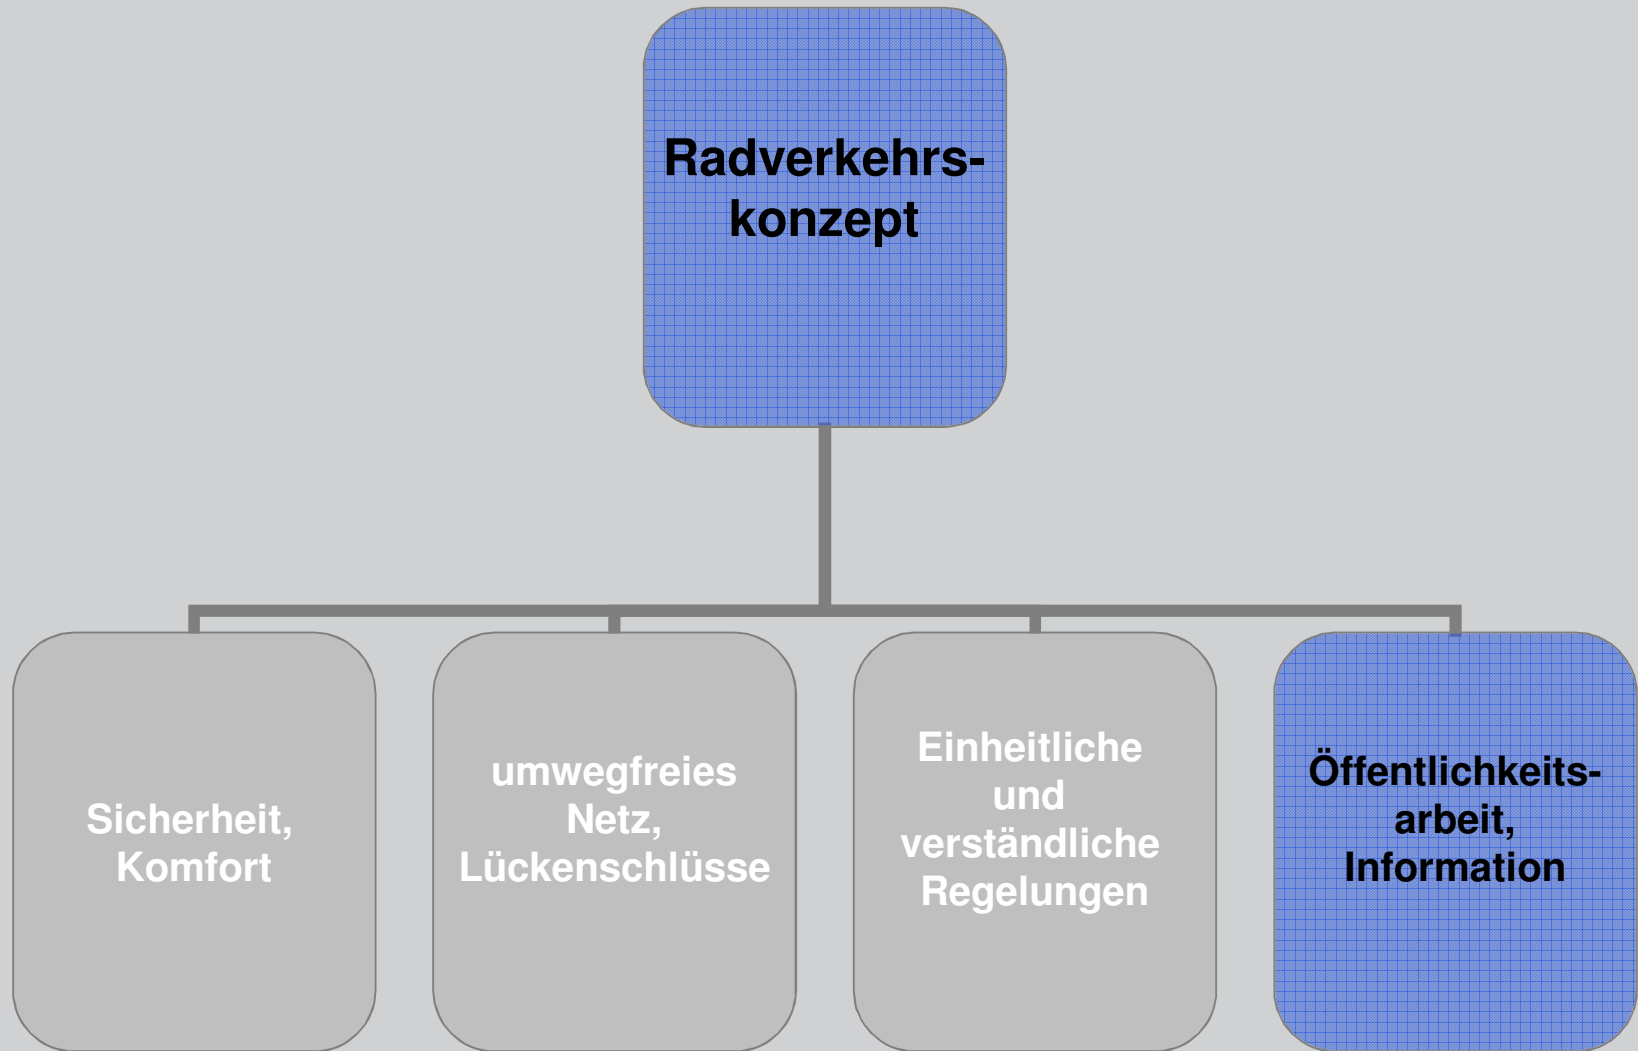 Radverkehrs-
konzept
Sicherheit,
Komfort
umwegfreies
Netz,
Lückenschlüsse
Einheitliche
und
verständliche
Regelungen
Öffentlichkeits-
arbeit,
Information